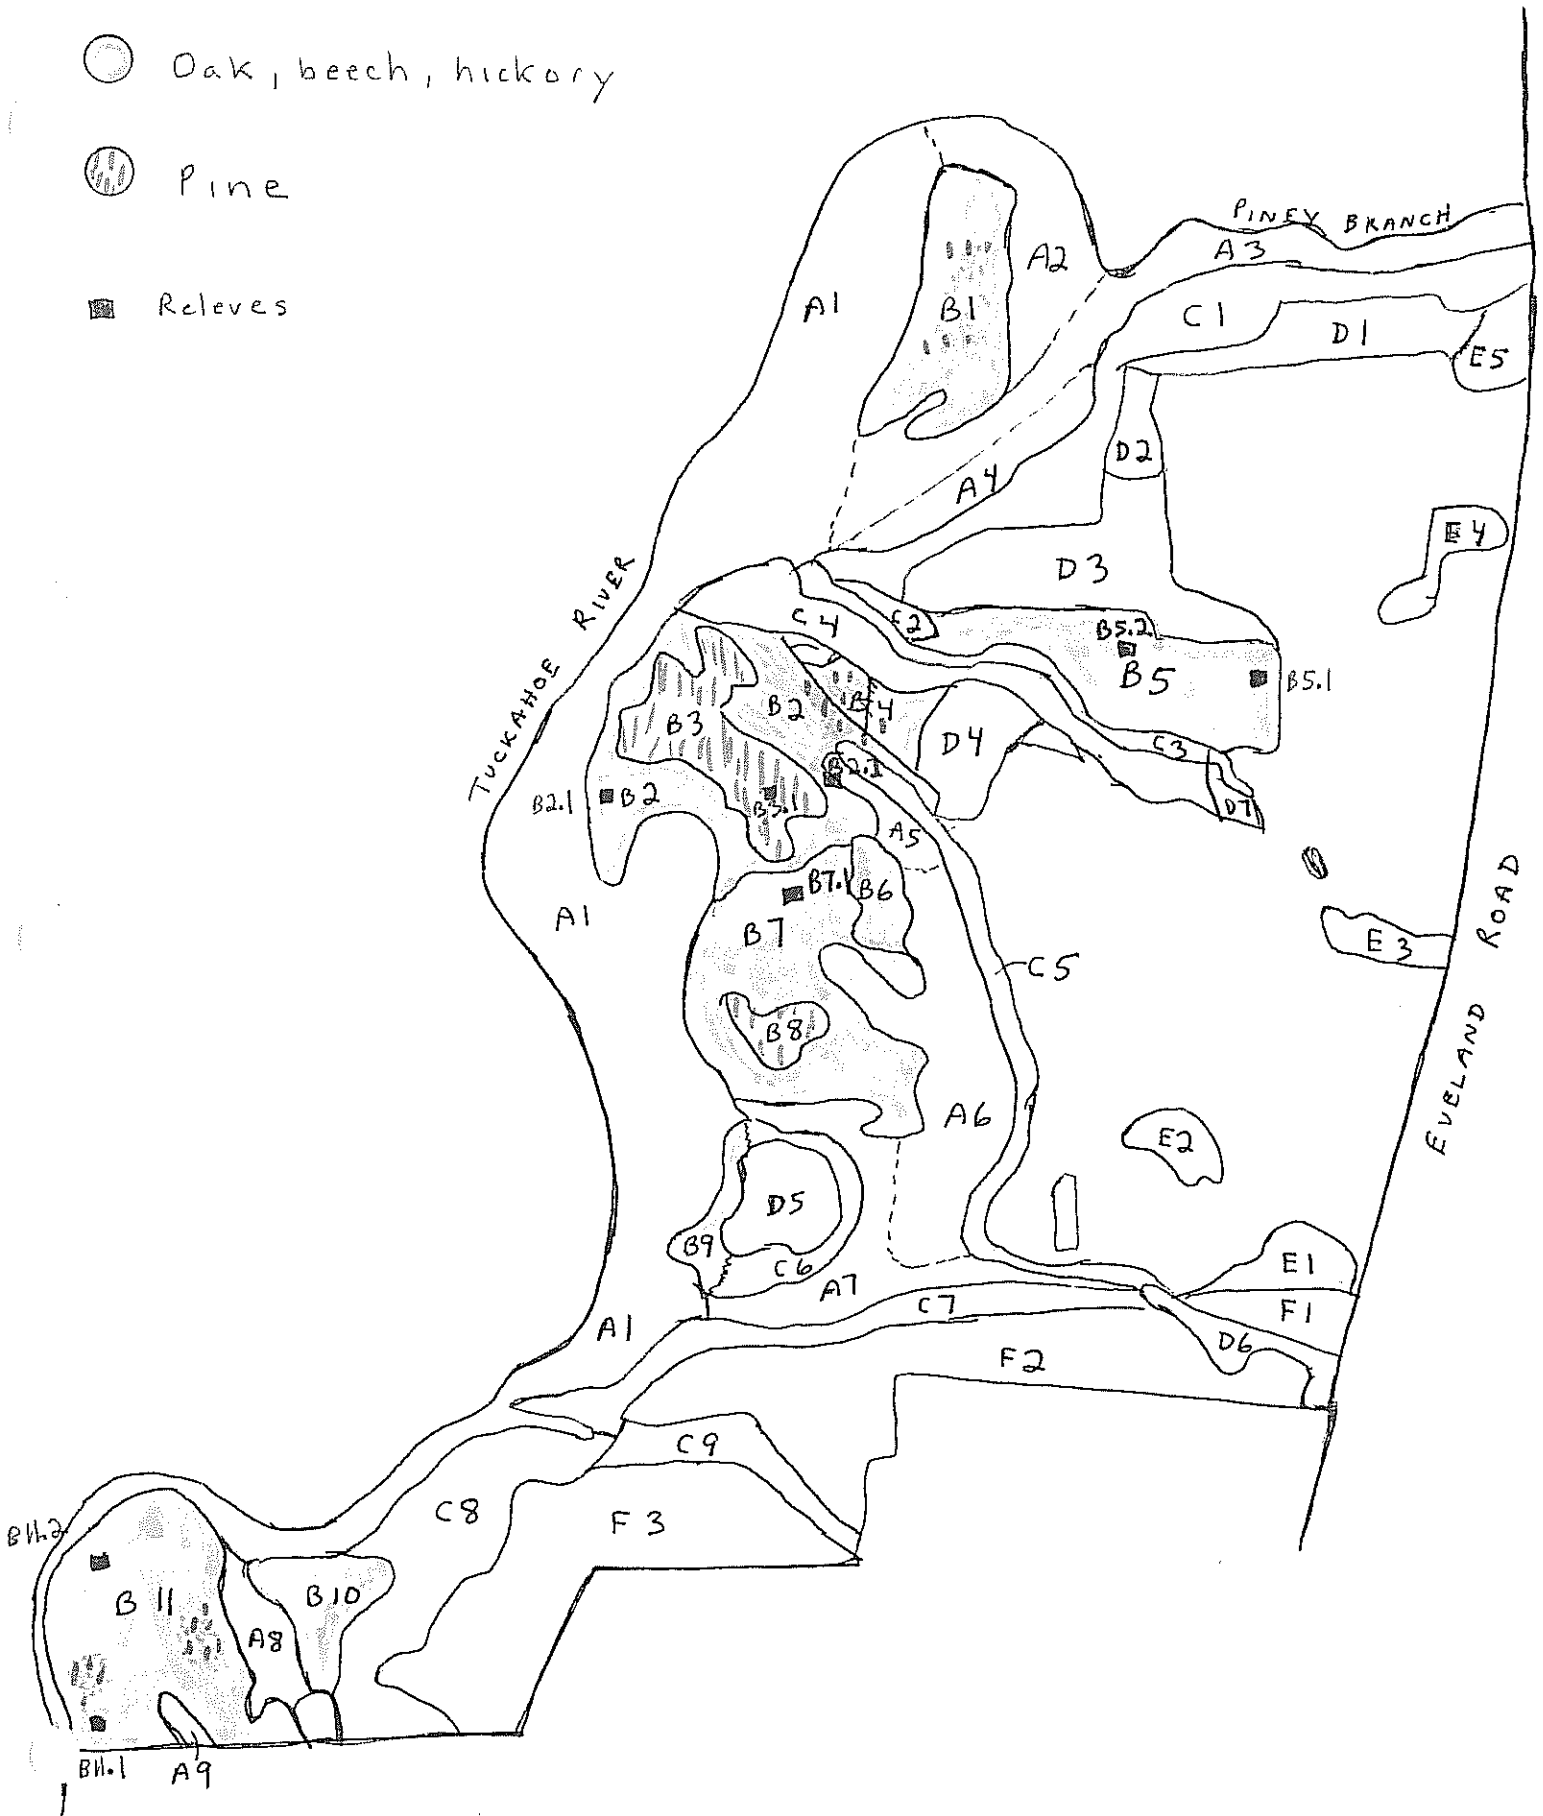 Oak, beech, hickory
Pine
Releves
PINEY BRANCH
A3
A2
A1
B1
C1
D1
E5
D2
A4
E4
D3
TUCKAHOE RIVER
C4
C2
B5.2
B5
B5.1
B2
B4
B3
D4
C3
B2.1
B2
B3.1
D7
A5
B7.1
B6
A1
B7
E3
EVELAND ROAD
C5
B8
A6
E2
D5
B9
C6
E1
A7
C7
F1
A1
D6
F2
C9
C8
F3
B11.2
B11
B10
A8
B11.1
A9